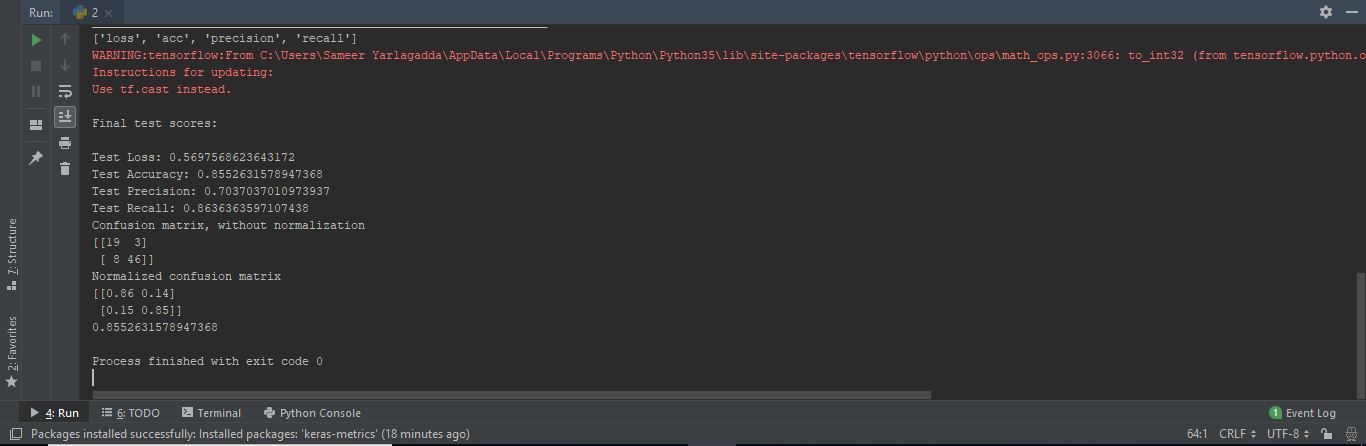 Run: 2
['loss', 'acc', 'precision', 'recall']
WARNING:tensorflow:From C:\Users\Sameer Yarlagadda\AppData\Local\Programs\Python\Python35\lib\site-packages\tensorflow\python\ops\math_ops.py:3066: to_int32 (from tensorflow.python.o
Instructions for updating:
Use tf.cast instead.
Final test scores:
Test Loss: 0.5697568623643172
Test Accuracy: 0.8552631578947368
Test Precision: 0.7037037010973937
Test Recall: 0.8636363597107438
Confusion matrix, without normalization
[[19  3]
 [ 8 46]]
Normalized confusion matrix
[[0.86 0.14]
 [0.15 0.85]]
0.8552631578947368
Process finished with exit code 0
7: Structure
2: Favorites
4: Run 6: TODO Terminal Python Console 1 Event Log
Packages installed successfully: Installed packages: 'keras-metrics' (18 minutes ago) 64:1 CRLF UTF-8